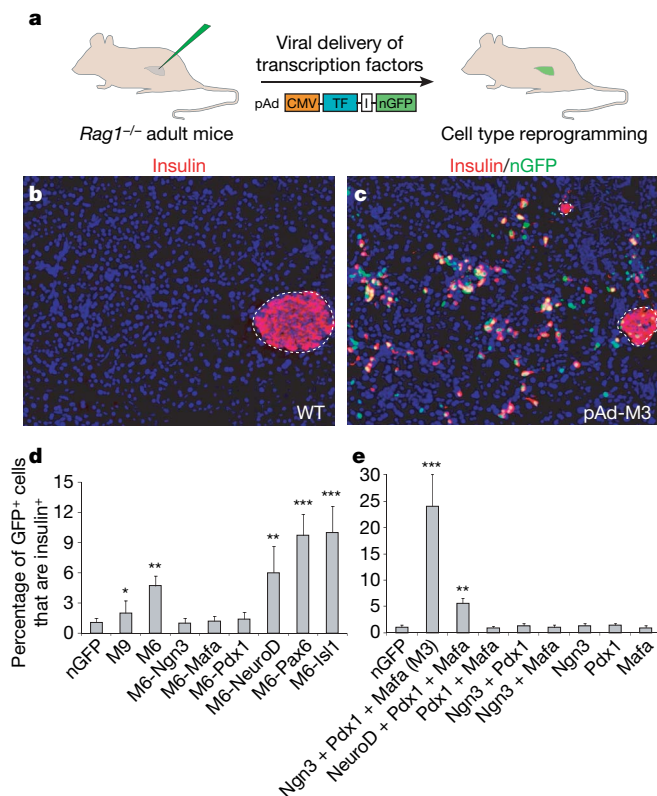 a
Viral delivery of
transcription factors
pAd CMV TF I nGFP
Rag1–/– adult mice
Cell type reprogramming
Insulin
Insulin/nGFP
b
c
WT
pAd-M3
d
e
Percentage of GFP+ cells
that are insulin+
15
12
9
6
3
0
* ** ** *** ***
nGFP
M9
M6
M6-Ngn3
M6-Mafa
M6-Pdx1
M6-NeuroD
M6-Pax6
M6-Isl1
30
25
20
15
10
5
0
*** **
nGFP
Ngn3 + Pdx1 + Mafa (M3)
NeuroD + Pdx1 + Mafa
Pdx1 + Mafa
Ngn3 + Pdx1
Ngn3 + Mafa
Ngn3
Pdx1
Mafa